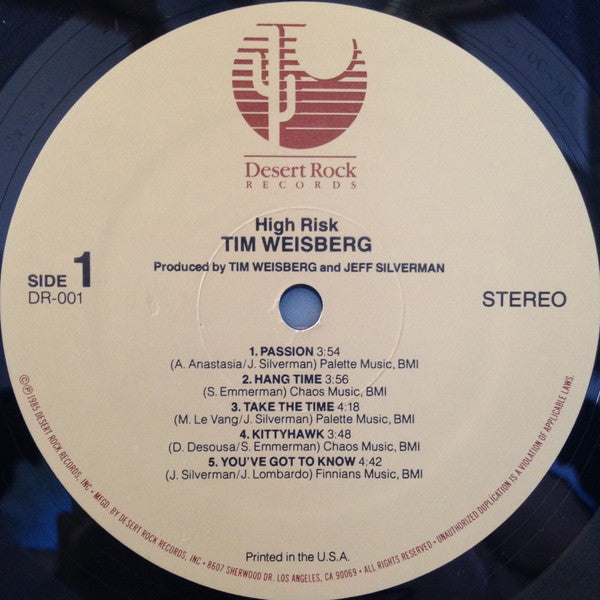 Desert Rock
RECORDS
High Risk
TIM WEISBERG
Produced by TIM WEISBERG and JEFF SILVERMAN
SIDE 1
DR-001
STEREO
1. PASSION 3:54
(A. Anastasia/J. Silverman) Palette Music, BMI
2. HANG TIME 3:56
(S. Emmerman) Chaos Music, BMI
3. TAKE THE TIME 4:18
(M. Le Vang/J. Silverman) Palette Music, BMI
4. KITTYHAWK 3:48
(D. Desousa/S. Emmerman) Chaos Music, BMI
5. YOU'VE GOT TO KNOW 4:42
(J. Silverman/J. Lombardo) Finnians Music, BMI
Printed in the U.S.A.
©℗ 1985 DESERT ROCK RECORDS, INC. • MFGD. BY DESERT ROCK RECORDS, INC • 8607 SHERWOOD DR. LOS ANGELES, CA 90069 • ALL RIGHTS RESERVED • UNAUTHORIZED DUPLICATION IS A VIOLATION OF APPLICABLE LAWS.